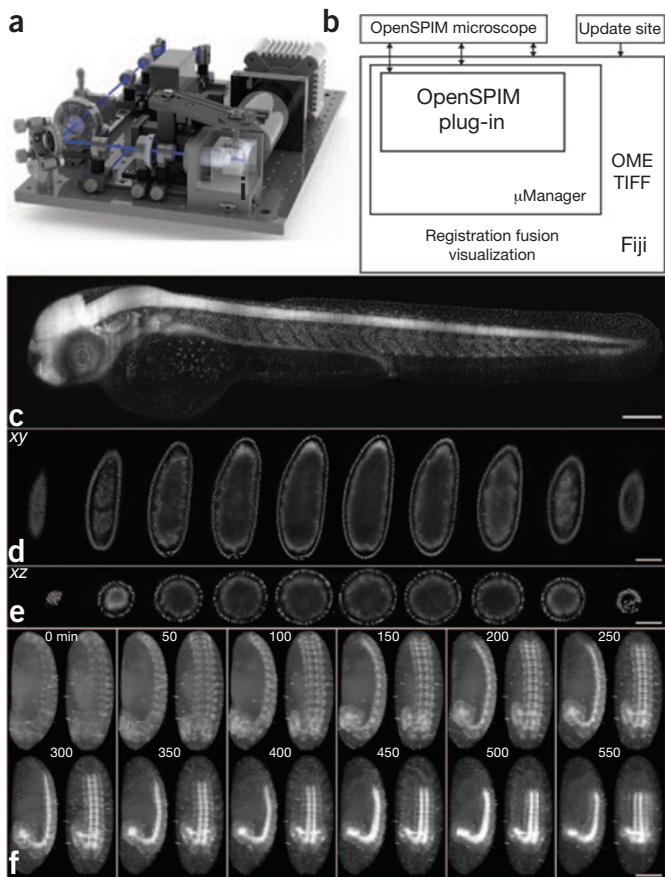 a
b
OpenSPIM microscope
Update site
OpenSPIM
plug-in
OME
TIFF
µManager
Registration fusion
visualization
Fiji
i
c
xy
d
xz
e
0 min
50
100
150
200
250
300
350
400
450
500
550
f